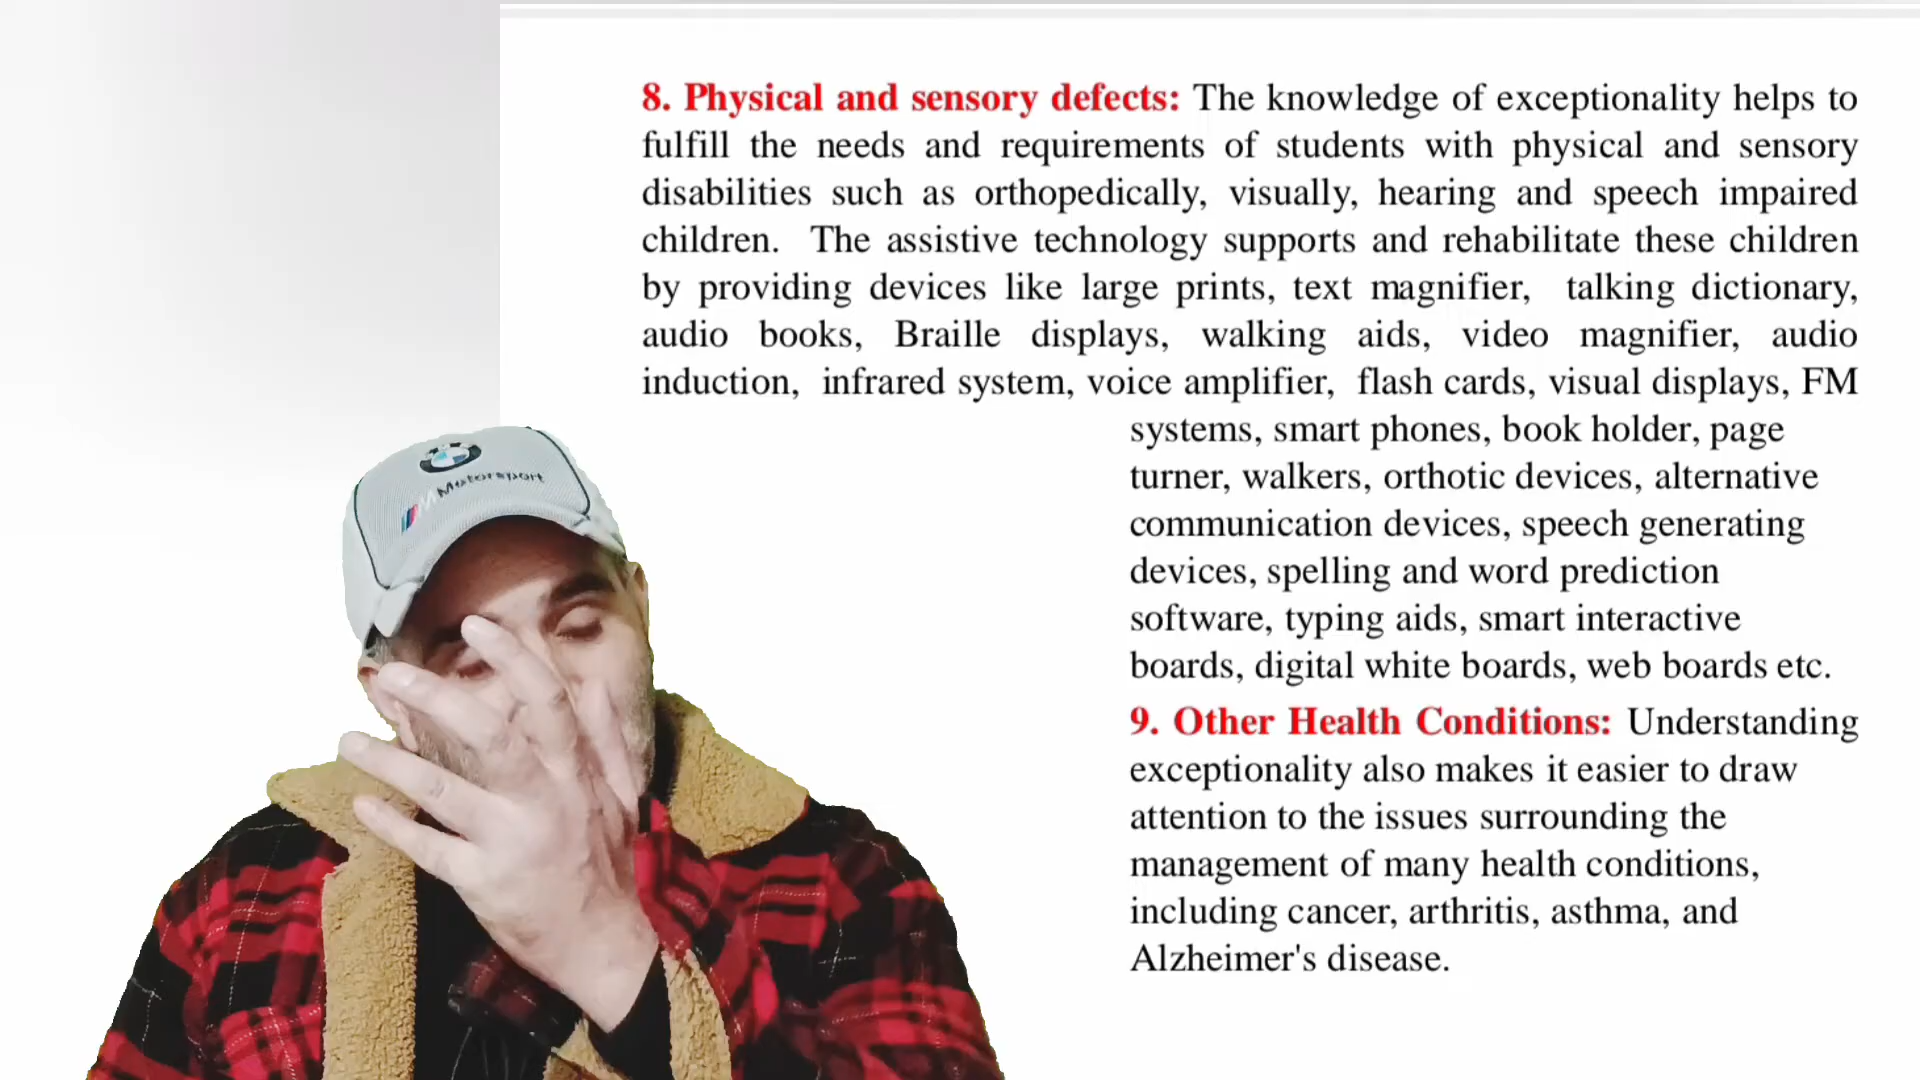 8. Physical and sensory defects: The knowledge of exceptionality helps to
fulfill the needs and requirements of students with physical and sensory
disabilities such as orthopedically, visually, hearing and speech impaired
children. The assistive technology supports and rehabilitate these children
by providing devices like large prints, text magnifier, talking dictionary,
audio books, Braille displays, walking aids, video magnifier, audio
induction, infrared system, voice amplifier, flash cards, visual displays, FM
systems, smart phones, book holder, page
turner, walkers, orthotic devices, alternative
communication devices, speech generating
devices, spelling and word prediction
software, typing aids, smart interactive
boards, digital white boards, web boards etc.
9. Other Health Conditions: Understanding
exceptionality also makes it easier to draw
attention to the issues surrounding the
management of many health conditions,
including cancer, arthritis, asthma, and
Alzheimer's disease.
BMW
M Motorsport